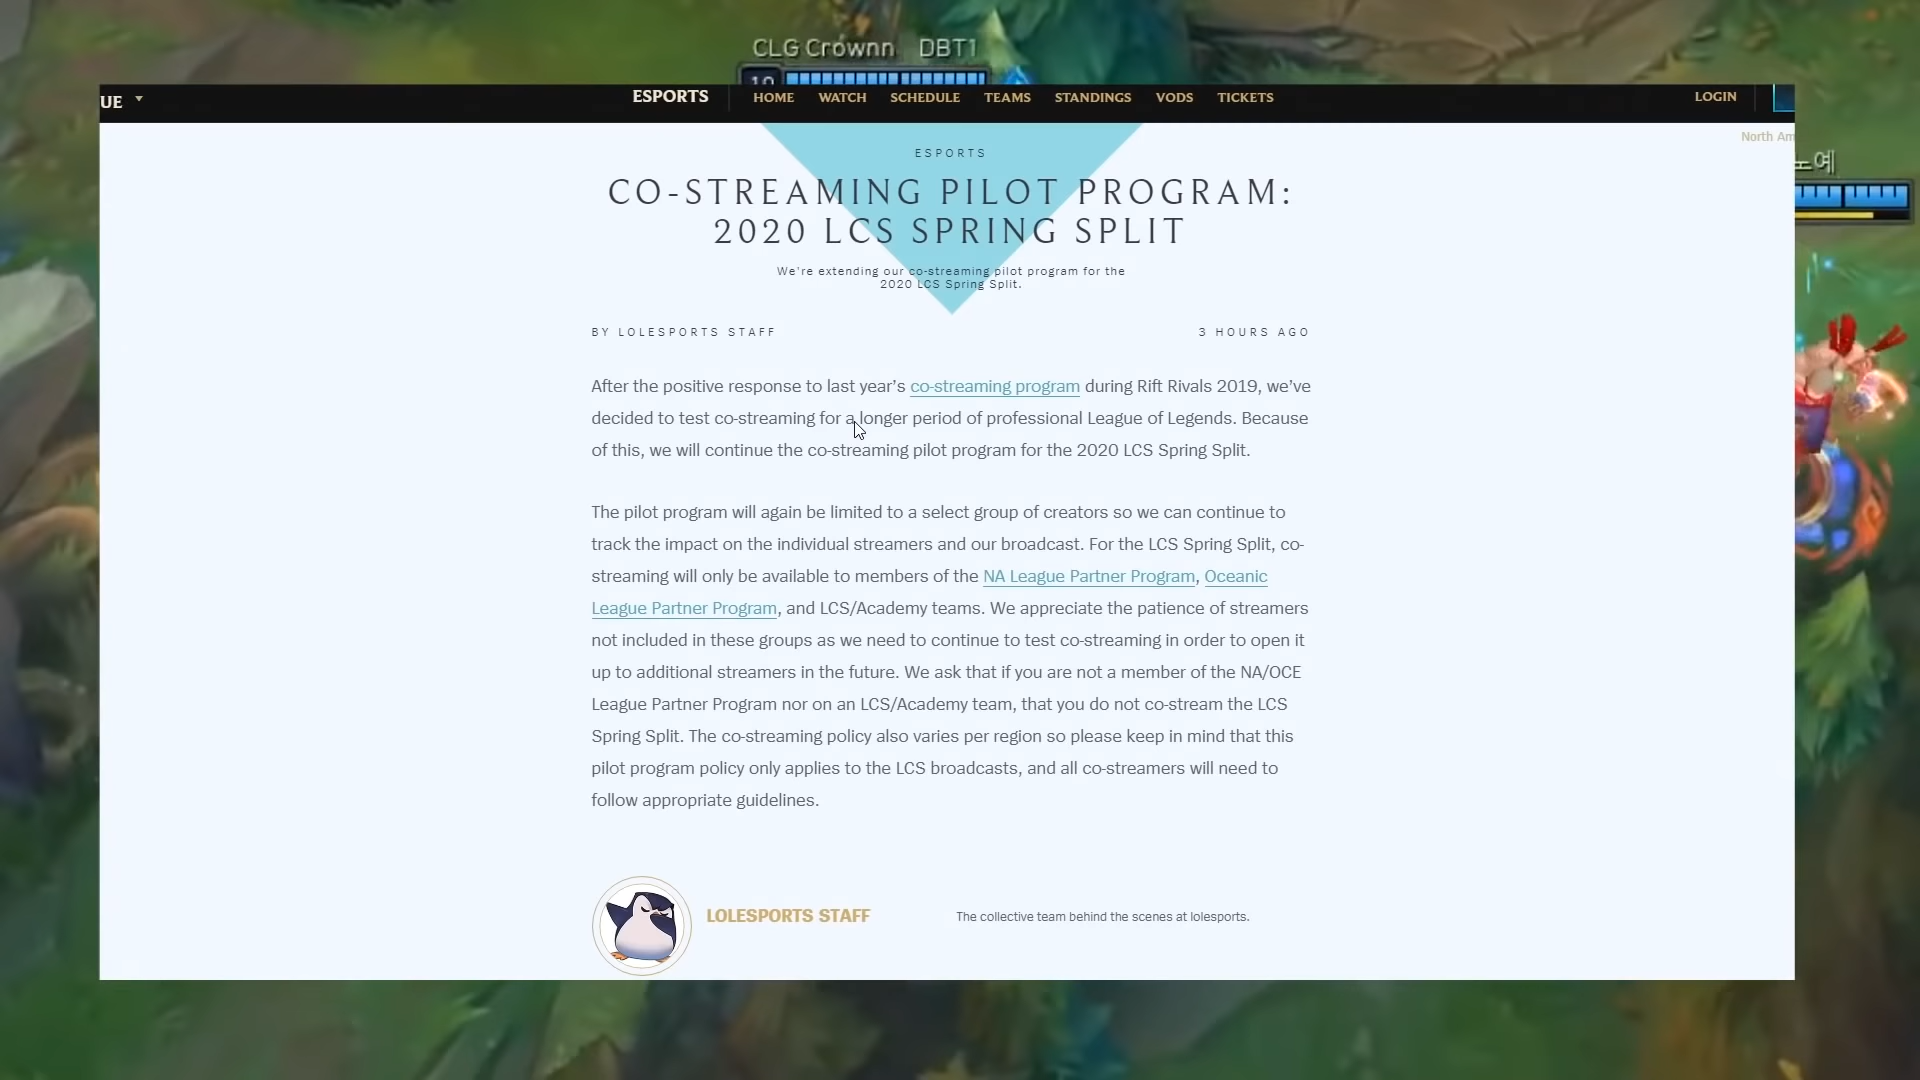 CLG Crownn DBT1
10
UE
ESPORTS HOME WATCH SCHEDULE TEAMS STANDINGS VODS TICKETS LOGIN
North Am
노예
ESPORTS
CO-STREAMING PILOT PROGRAM:
2020 LCS SPRING SPLIT
We're extending our co-streaming pilot program for the
2020 LCS Spring Split.
BY LOLESPORTS STAFF 3 HOURS AGO
After the positive response to last year’s co-streaming program during Rift Rivals 2019, we’ve
decided to test co-streaming for a longer period of professional League of Legends. Because
of this, we will continue the co-streaming pilot program for the 2020 LCS Spring Split.
The pilot program will again be limited to a select group of creators so we can continue to
track the impact on the individual streamers and our broadcast. For the LCS Spring Split, co-
streaming will only be available to members of the NA League Partner Program, Oceanic
League Partner Program, and LCS/Academy teams. We appreciate the patience of streamers
not included in these groups as we need to continue to test co-streaming in order to open it
up to additional streamers in the future. We ask that if you are not a member of the NA/OCE
League Partner Program nor on an LCS/Academy team, that you do not co-stream the LCS
Spring Split. The co-streaming policy also varies per region so please keep in mind that this
pilot program policy only applies to the LCS broadcasts, and all co-streamers will need to
follow appropriate guidelines.
LOLESPORTS STAFF The collective team behind the scenes at lolesports.